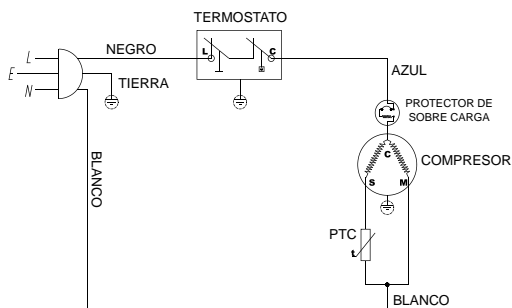 TERMOSTATO
NEGRO
L
L
C
AZUL
E
TIERRA
N
PROTECTOR DE
SOBRE CARGA
BLANCO
C
COMPRESOR
S
M
PTC
t
BLANCO